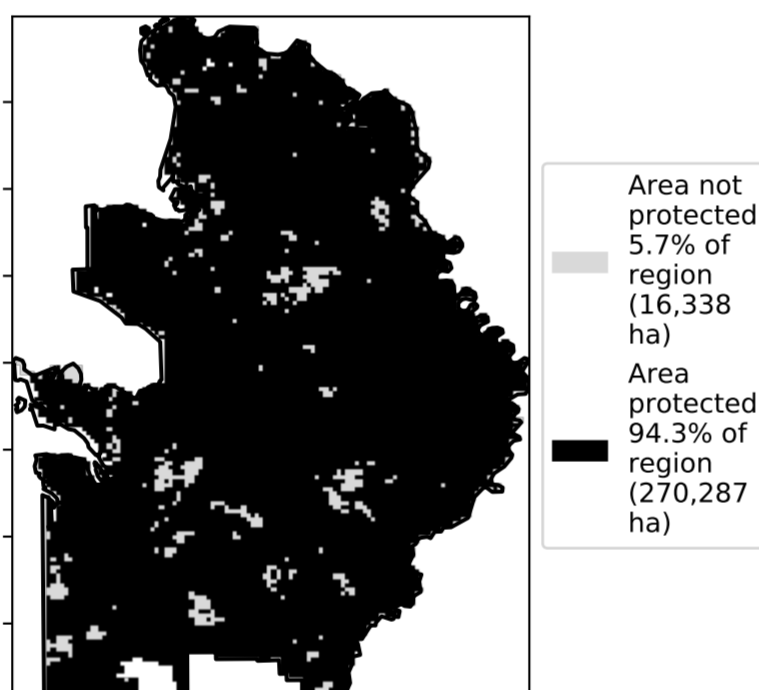 Area not
protected
5.7% of
region
(16,338
ha)
Area
protected
94.3% of
region
(270,287
ha)